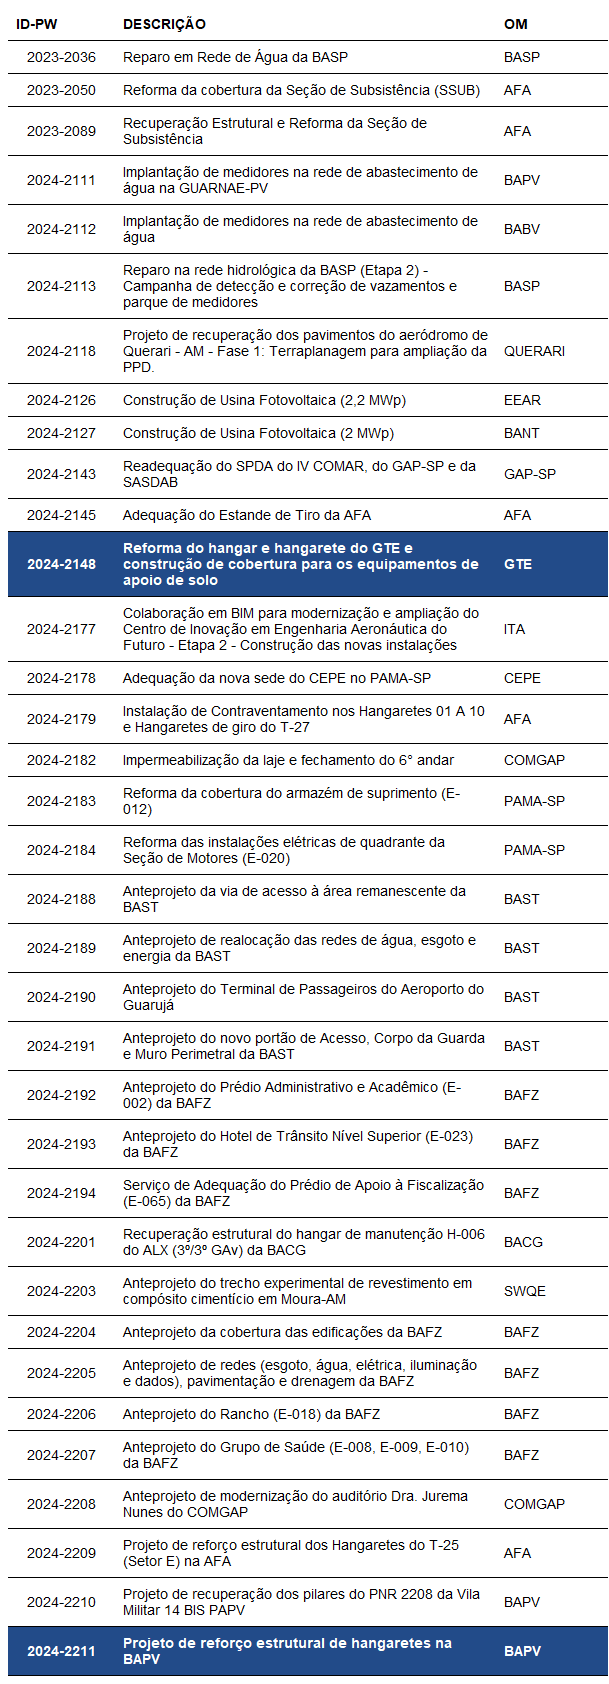 ID-PW DESCRIÇÃO OM
2023-2036 Reparo em Rede de Água da BASP BASP
2023-2050 Reforma da cobertura da Seção de Subsistência (SSUB) AFA
2023-2089 Recuperação Estrutural e Reforma da Seção de
Subsistência AFA
2024-2111 Implantação de medidores na rede de abastecimento de
água na GUARNAE-PV BAPV
2024-2112 Implantação de medidores na rede de abastecimento de
água BABV
2024-2113 Reparo na rede hidrológica da BASP (Etapa 2) -
Campanha de detecção e correção de vazamentos e
parque de medidores BASP
2024-2118 Projeto de recuperação dos pavimentos do aeródromo de
Querari - AM - Fase 1: Terraplanagem para ampliação da
PPD. QUERARI
2024-2126 Construção de Usina Fotovoltaica (2,2 MWp) EEAR
2024-2127 Construção de Usina Fotovoltaica (2 MWp) BANT
2024-2143 Readequação do SPDA do IV COMAR, do GAP-SP e da
SASDAB GAP-SP
2024-2145 Adequação do Estande de Tiro da AFA AFA
2024-2148 Reforma do hangar e hangarete do GTE e
construção de cobertura para os equipamentos de
apoio de solo GTE
2024-2177 Colaboração em BIM para modernização e ampliação do
Centro de Inovação em Engenharia Aeronáutica do
Futuro - Etapa 2 - Construção das novas instalações ITA
2024-2178 Adequação da nova sede do CEPE no PAMA-SP CEPE
2024-2179 Instalação de Contraventamento nos Hangaretes 01 A 10
e Hangaretes de giro do T-27 AFA
2024-2182 Impermeabilização da laje e fechamento do 6° andar COMGAP
2024-2183 Reforma da cobertura do armazém de suprimento (E-
012) PAMA-SP
2024-2184 Reforma das instalações elétricas de quadrante da
Seção de Motores (E-020) PAMA-SP
2024-2188 Anteprojeto da via de acesso à área remanescente da
BAST BAST
2024-2189 Anteprojeto de realocação das redes de água, esgoto e
energia da BAST BAST
2024-2190 Anteprojeto do Terminal de Passageiros do Aeroporto do
Guarujá BAST
2024-2191 Anteprojeto do novo portão de Acesso, Corpo da Guarda
e Muro Perimetral da BAST BAST
2024-2192 Anteprojeto do Prédio Administrativo e Acadêmico (E-
002) da BAFZ BAFZ
2024-2193 Anteprojeto do Hotel de Trânsito Nível Superior (E-023)
da BAFZ BAFZ
2024-2194 Serviço de Adequação do Prédio de Apoio à Fiscalização
(E-065) da BAFZ BAFZ
2024-2201 Recuperação estrutural do hangar de manutenção H-006
do ALX (3º/3º GAv) da BACG BACG
2024-2203 Anteprojeto do trecho experimental de revestimento em
compósito cimentício em Moura-AM SWQE
2024-2204 Anteprojeto da cobertura das edificações da BAFZ BAFZ
2024-2205 Anteprojeto de redes (esgoto, água, elétrica, iluminação
e dados), pavimentação e drenagem da BAFZ BAFZ
2024-2206 Anteprojeto do Rancho (E-018) da BAFZ BAFZ
2024-2207 Anteprojeto do Grupo de Saúde (E-008, E-009, E-010)
da BAFZ BAFZ
2024-2208 Anteprojeto de modernização do auditório Dra. Jurema
Nunes do COMGAP COMGAP
2024-2209 Projeto de reforço estrutural dos Hangaretes do T-25
(Setor E) na AFA AFA
2024-2210 Projeto de recuperação dos pilares do PNR 2208 da Vila
Militar 14 BIS PAPV BAPV
2024-2211 Projeto de reforço estrutural de hangaretes na
BAPV BAPV